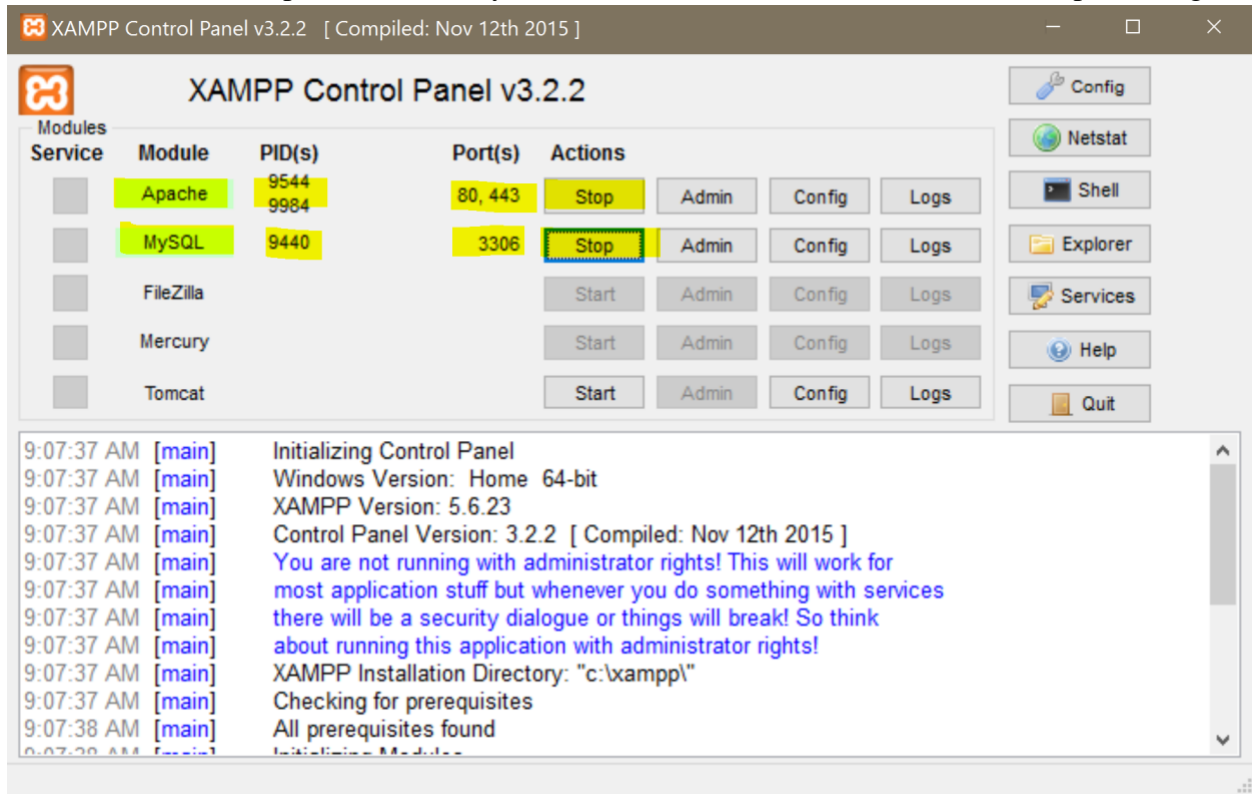 XAMPP Control Panel v3.2.2 [ Compiled: Nov 12th 2015 ]
XAMPP Control Panel v3.2.2
Config
Modules
Service Module PID(s) Port(s) Actions
Netstat
Apache 9544 9984 80, 443 Stop Admin Config Logs
Shell
MySQL 9440 3306 Stop Admin Config Logs
Explorer
FileZilla Start Admin Config Logs
Services
Mercury Start Admin Config Logs
Help
Tomcat Start Admin Config Logs
Quit
9:07:37 AM [main] Initializing Control Panel
9:07:37 AM [main] Windows Version: Home 64-bit
9:07:37 AM [main] XAMPP Version: 5.6.23
9:07:37 AM [main] Control Panel Version: 3.2.2 [ Compiled: Nov 12th 2015 ]
9:07:37 AM [main] You are not running with administrator rights! This will work for
9:07:37 AM [main] most application stuff but whenever you do something with services
9:07:37 AM [main] there will be a security dialogue or things will break! So think
9:07:37 AM [main] about running this application with administrator rights!
9:07:37 AM [main] XAMPP Installation Directory: "c:\xampp\"
9:07:37 AM [main] Checking for prerequisites
9:07:38 AM [main] All prerequisites found
9:07:38 AM [main] Initializing Modules